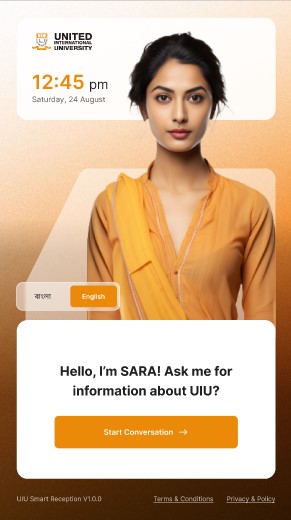 UNITED
INTERNATIONAL
UNIVERSITY
12:45 pm
Saturday, 24 August
বাংলা
English
Hello, I'm SARA! Ask me for
information about UIU?
Start Conversation →
UIU Smart Reception V1.0.0
Terms & Conditions
Privacy & Policy